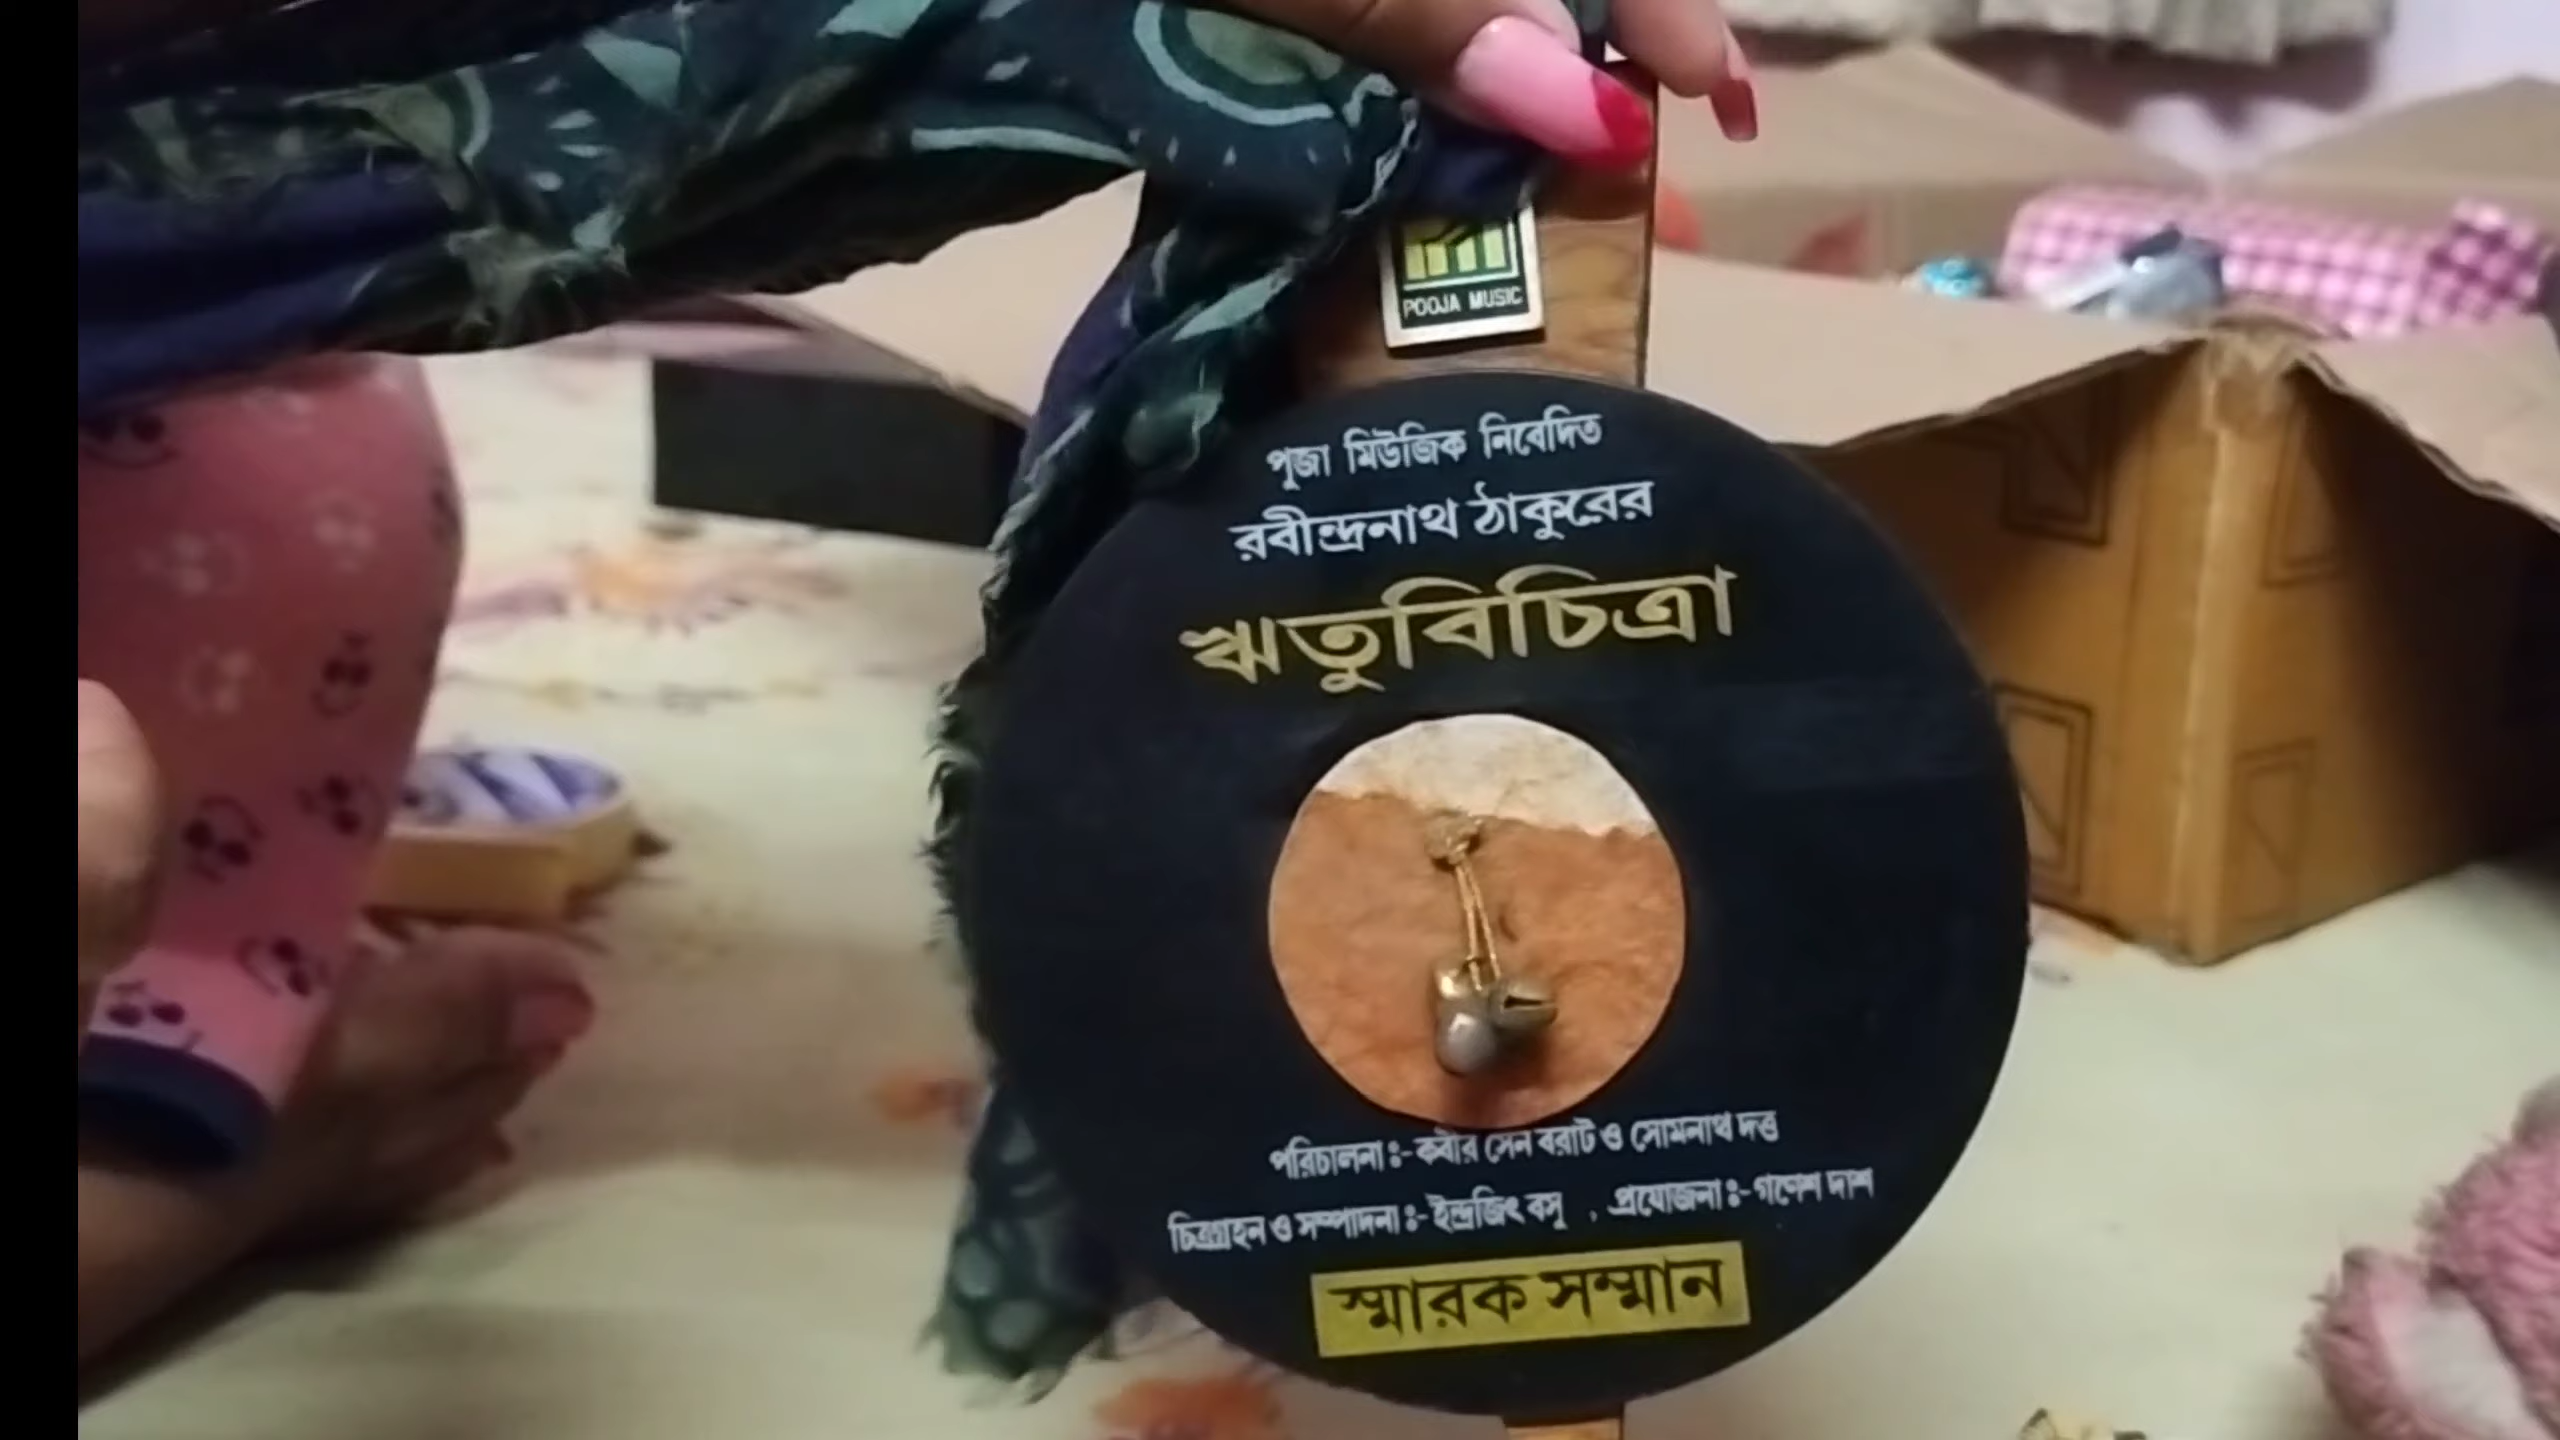 POOJA MUSIC
পূজা মিউজিক নিবেদিত
রবীন্দ্রনাথ ঠাকুরের
ঋতুবিচিত্রা
পরিচালনা :- কবীর সেন বরাট ও সোমনাথ দত্ত
চিত্রগ্রহন ও সম্পাদনা :- ইন্দ্রজিৎ বসু , প্রযোজনা :- গণেশ দাশ
স্মারক সম্মান